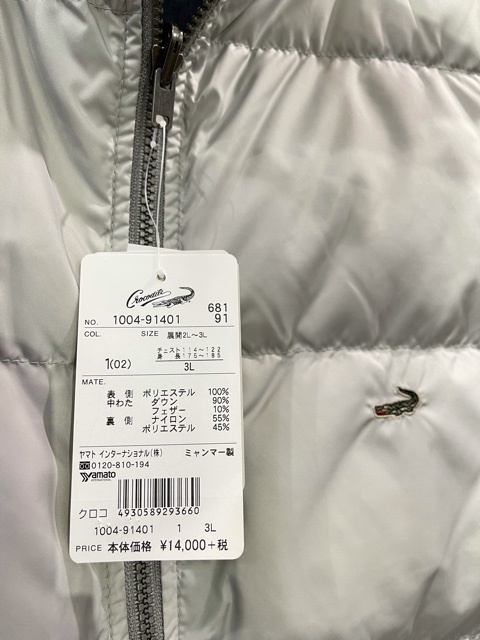 Crocodile
681
NO. 1004-91401 91
COL. SIZE 展開2L～3L
チェスト114～122
身長175～185
1(02) 3L
MATE.
表側 ポリエステル 100%
中わた ダウン 90%
フェザー 10%
裏側 ナイロン 55%
ポリエステル 45%
ヤマト インターナショナル(株) ミャンマー製
0120-810-194
yamato
INTERNATIONAL
クロコ 4930589293660
1004-91401 1 3L
PRICE 本体価格 ¥14,000+税